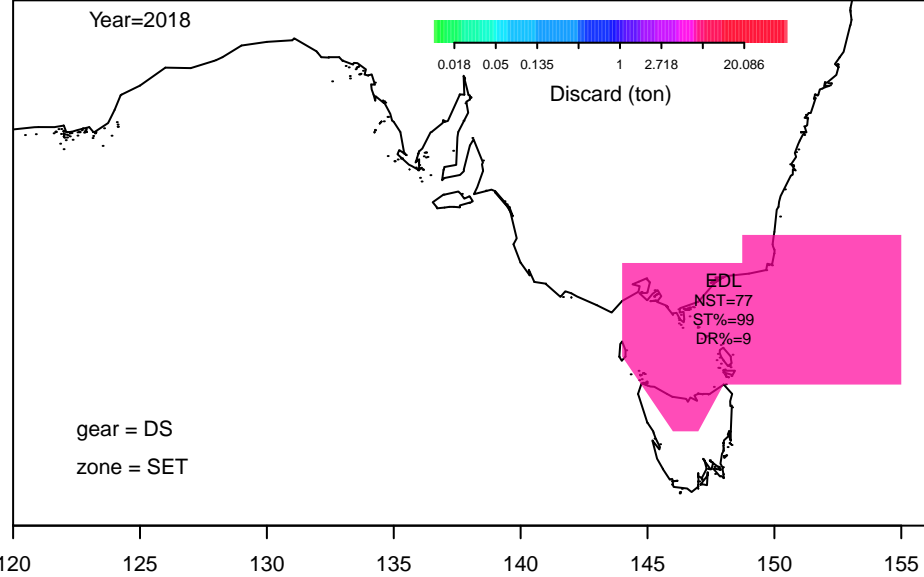 Year=2018
0.018 0.05 0.135 1 2.718 20.086
Discard (ton)
EDL
NST=77
ST%=99
DR%=9
gear = DS
zone = SET
120 125 130 135 140 145 150 155